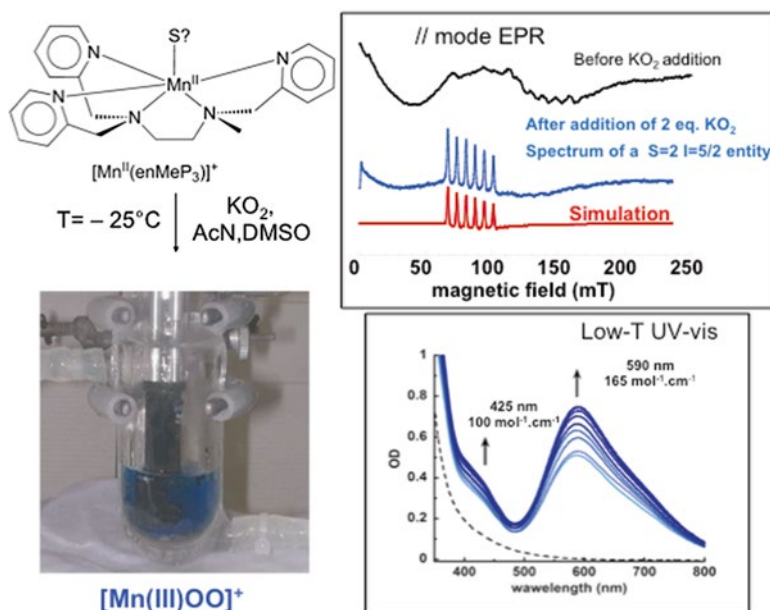 S?
N
Mn^II
N
N
N
N
[Mn^II(enMeP₃)]⁺
T= – 25°C
KO₂,
AcN,DMSO
[Mn(III)OO]⁺
// mode EPR
Before KO₂ addition
After addition of 2 eq. KO₂
Spectrum of a S=2 I=5/2 entity
Simulation
0 50 100 150 200 250
magnetic field (mT)
Low-T UV-vis
1
0.8
0.6
0.4
0.2
0
OD
425 nm
100 mol⁻¹.cm⁻¹
590 nm
165 mol⁻¹.cm⁻¹
400 500 600 700 800
wawelength (nm)